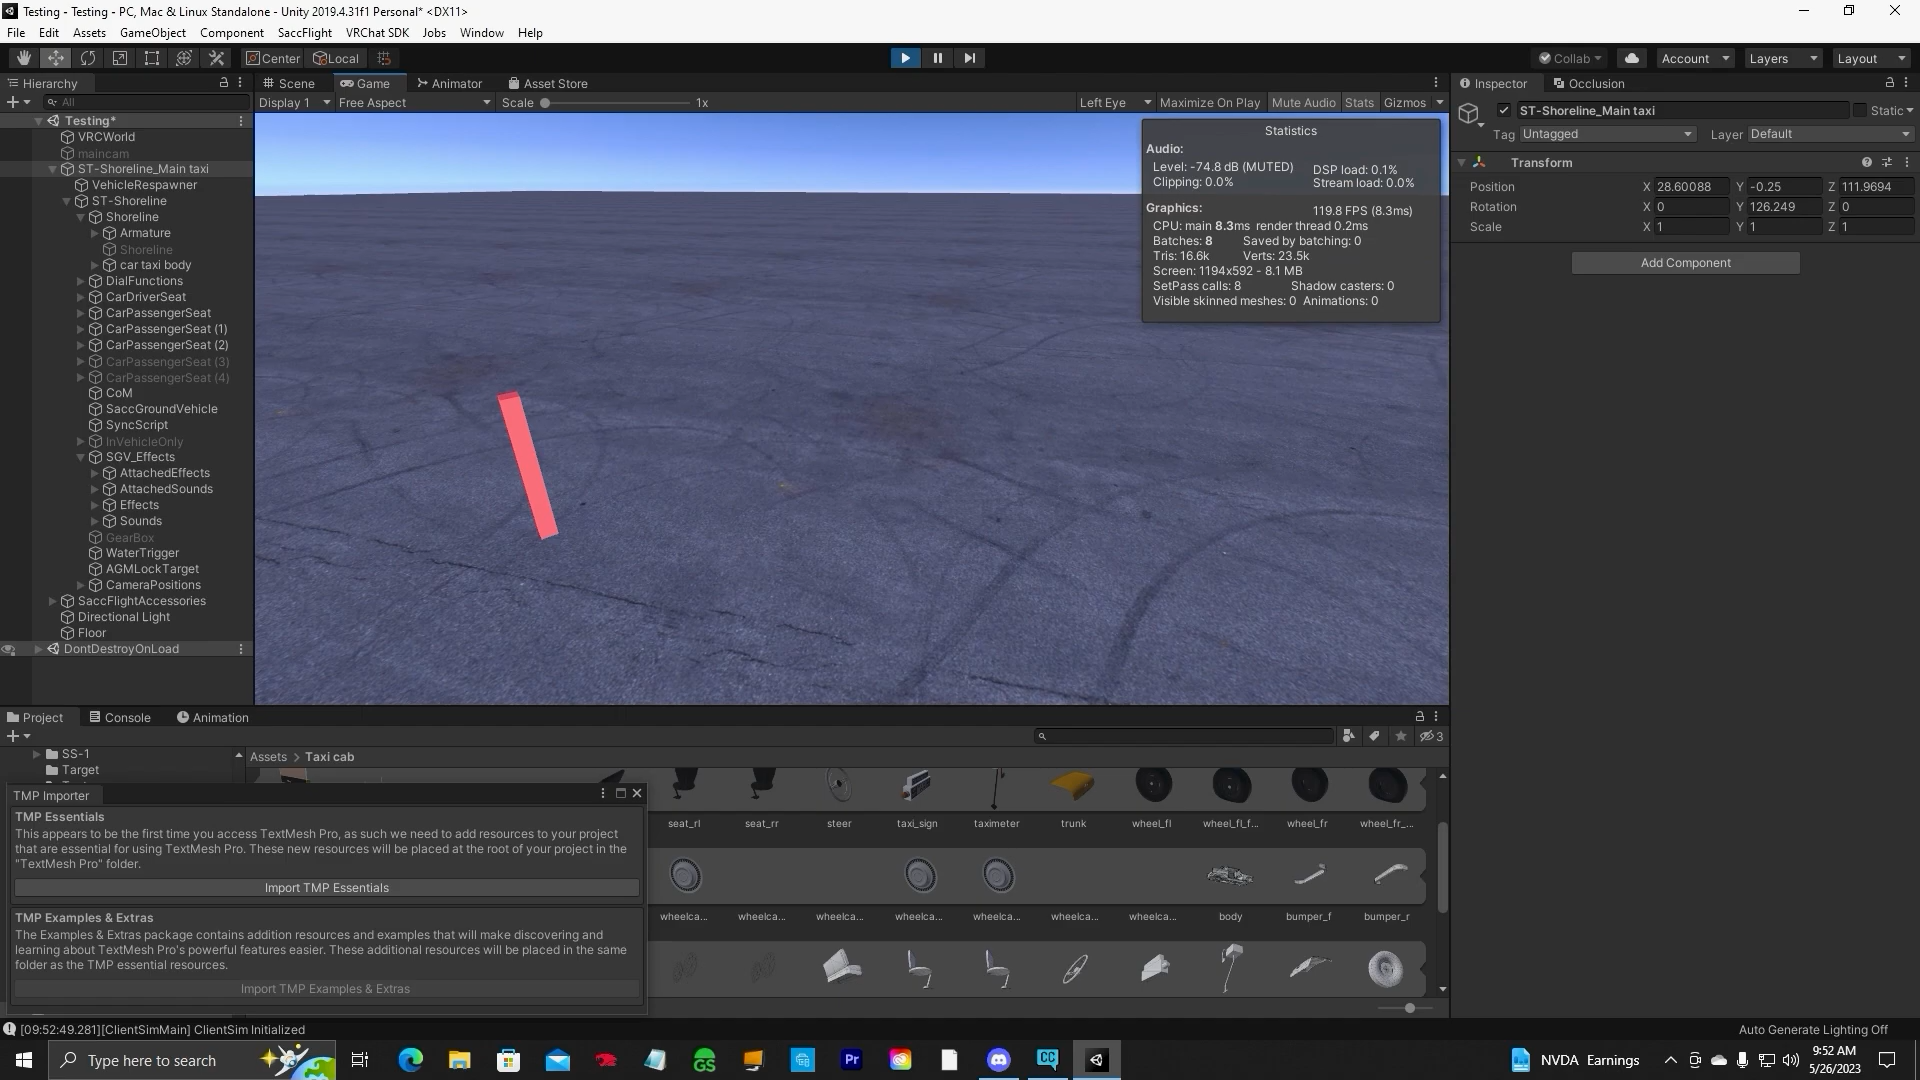 Testing - Testing - PC, Mac & Linux Standalone - Unity 2019.4.31f1 Personal* <DX11>
File Edit Assets GameObject Component SaccFlight VRChat SDK Jobs Window Help
Center Local Collab Account Layers Layout
Hierarchy
All
Testing*
VRCWorld
maincam
ST-Shoreline_Main taxi
VehicleRespawner
ST-Shoreline
Shoreline
Armature
Shoreline
car taxi body
DialFunctions
CarDriverSeat
CarPassengerSeat
CarPassengerSeat (1)
CarPassengerSeat (2)
CarPassengerSeat (3)
CarPassengerSeat (4)
CoM
SaccGroundVehicle
SyncScript
InVehicleOnly
SGV_Effects
AttachedEffects
AttachedSounds
Effects
Sounds
GearBox
WaterTrigger
AGMLockTarget
CameraPositions
SaccFlightAccessories
Directional Light
Floor
DontDestroyOnLoad
Scene Game Animator Asset Store
Display 1 Free Aspect Scale 1x Left Eye Maximize On Play Mute Audio Stats Gizmos
Statistics
Audio:
Level: -74.8 dB (MUTED) DSP load: 0.1%
Clipping: 0.0% Stream load: 0.0%
Graphics: 119.8 FPS (8.3ms)
CPU: main 8.3ms render thread 0.2ms
Batches: 8 Saved by batching: 0
Tris: 16.6k Verts: 23.5k
Screen: 1194x592 - 8.1 MB
SetPass calls: 8 Shadow casters: 0
Visible skinned meshes: 0 Animations: 0
Inspector Occlusion
ST-Shoreline_Main taxi Static
Tag Untagged Layer Default
Transform
Position X 28.60088 Y -0.25 Z 111.9694
Rotation X 0 Y 126.249 Z 0
Scale X 1 Y 1 Z 1
Add Component
Project Console Animation
3
SS-1
Target
Assets > Taxi cab
seat_rl seat_rr steer taxi_sign taximeter trunk wheel_fl wheel_fl_f... wheel_fr wheel_fr_...
wheelca... wheelca... wheelca... wheelca... wheelca... wheelca... wheelca... body bumper_f bumper_r
TMP Importer
TMP Essentials
This appears to be the first time you access TextMesh Pro, as such we need to add resources to your project
that are essential for using TextMesh Pro. These new resources will be placed at the root of your project in the
"TextMesh Pro" folder.
Import TMP Essentials
TMP Examples & Extras
The Examples & Extras package contains addition resources and examples that will make discovering and
learning about TextMesh Pro's powerful features easier. These additional resources will be placed in the same
folder as the TMP essential resources.
Import TMP Examples & Extras
[09:52:49.281][ClientSimMain] ClientSim Initialized
Auto Generate Lighting Off
Type here to search
GS
Pr
CC
NVDA Earnings
9:52 AM
5/26/2023